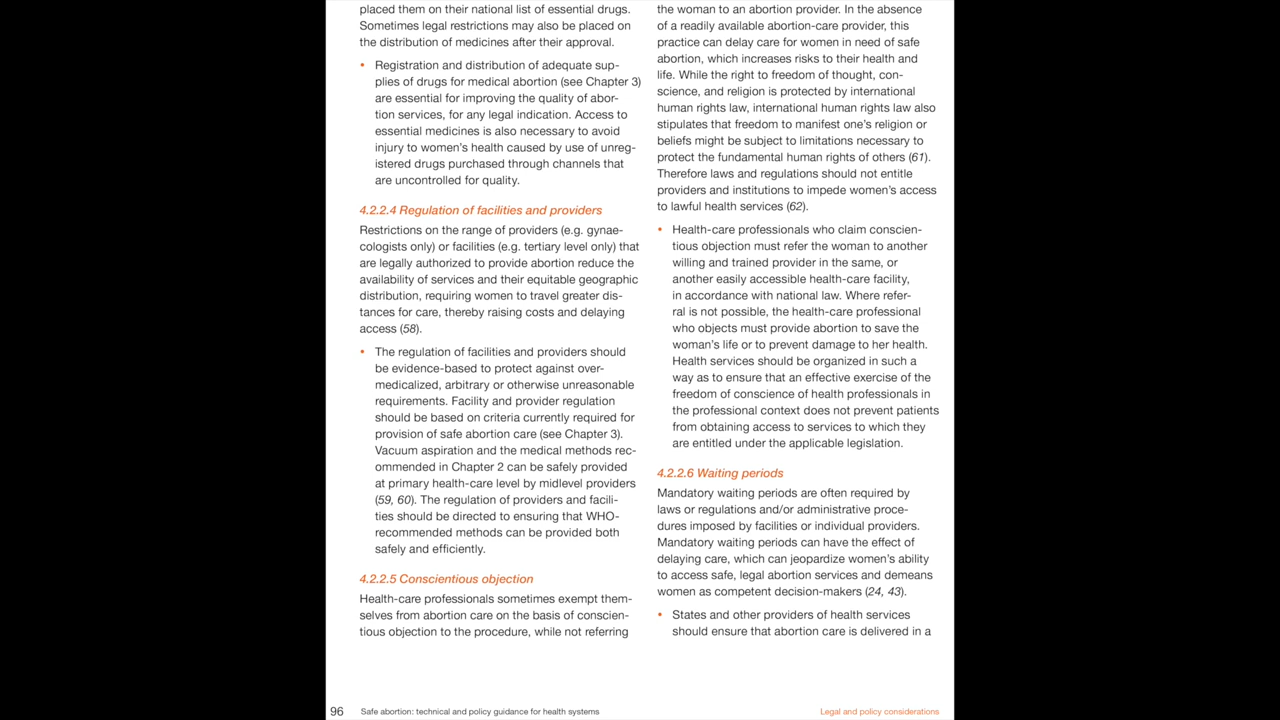 placed them on their national list of essential drugs.
Sometimes legal restrictions may also be placed on
the distribution of medicines after their approval.
• Registration and distribution of adequate sup-
plies of drugs for medical abortion (see Chapter 3)
are essential for improving the quality of abor-
tion services, for any legal indication. Access to
essential medicines is also necessary to avoid
injury to women's health caused by use of unreg-
istered drugs purchased through channels that
are uncontrolled for quality.
4.2.2.4 Regulation of facilities and providers
Restrictions on the range of providers (e.g. gynae-
cologists only) or facilities (e.g. tertiary level only) that
are legally authorized to provide abortion reduce the
availability of services and their equitable geographic
distribution, requiring women to travel greater dis-
tances for care, thereby raising costs and delaying
access (58).
• The regulation of facilities and providers should
be evidence-based to protect against over-
medicalized, arbitrary or otherwise unreasonable
requirements. Facility and provider regulation
should be based on criteria currently required for
provision of safe abortion care (see Chapter 3).
Vacuum aspiration and the medical methods rec-
ommended in Chapter 2 can be safely provided
at primary health-care level by midlevel providers
(59, 60). The regulation of providers and facili-
ties should be directed to ensuring that WHO-
recommended methods can be provided both
safely and efficiently.
4.2.2.5 Conscientious objection
Health-care professionals sometimes exempt them-
selves from abortion care on the basis of conscien-
tious objection to the procedure, while not referring
the woman to an abortion provider. In the absence
of a readily available abortion-care provider, this
practice can delay care for women in need of safe
abortion, which increases risks to their health and
life. While the right to freedom of thought, con-
science, and religion is protected by international
human rights law, international human rights law also
stipulates that freedom to manifest one's religion or
beliefs might be subject to limitations necessary to
protect the fundamental human rights of others (61).
Therefore laws and regulations should not entitle
providers and institutions to impede women's access
to lawful health services (62).
• Health-care professionals who claim conscien-
tious objection must refer the woman to another
willing and trained provider in the same, or
another easily accessible health-care facility,
in accordance with national law. Where refer-
ral is not possible, the health-care professional
who objects must provide abortion to save the
woman's life or to prevent damage to her health.
Health services should be organized in such a
way as to ensure that an effective exercise of the
freedom of conscience of health professionals in
the professional context does not prevent patients
from obtaining access to services to which they
are entitled under the applicable legislation.
4.2.2.6 Waiting periods
Mandatory waiting periods are often required by
laws or regulations and/or administrative proce-
dures imposed by facilities or individual providers.
Mandatory waiting periods can have the effect of
delaying care, which can jeopardize women's ability
to access safe, legal abortion services and demeans
women as competent decision-makers (24, 43).
• States and other providers of health services
should ensure that abortion care is delivered in a
96 Safe abortion: technical and policy guidance for health systems
Legal and policy considerations